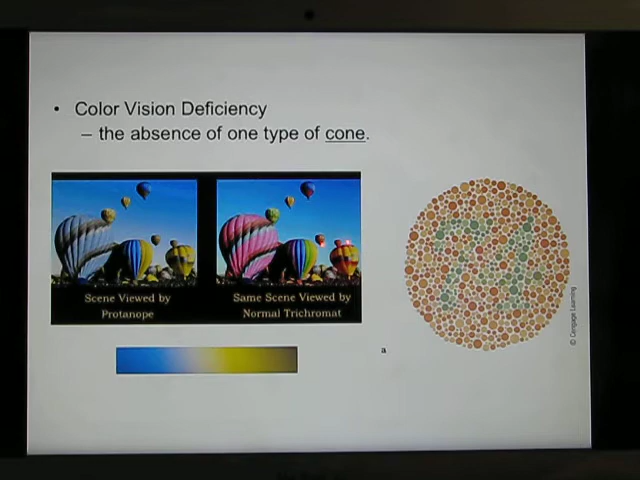 • Color Vision Deficiency
– the absence of one type of cone.
Scene Viewed by
Protanope
Same Scene Viewed by
Normal Trichromat
74
a
© Cengage Learning